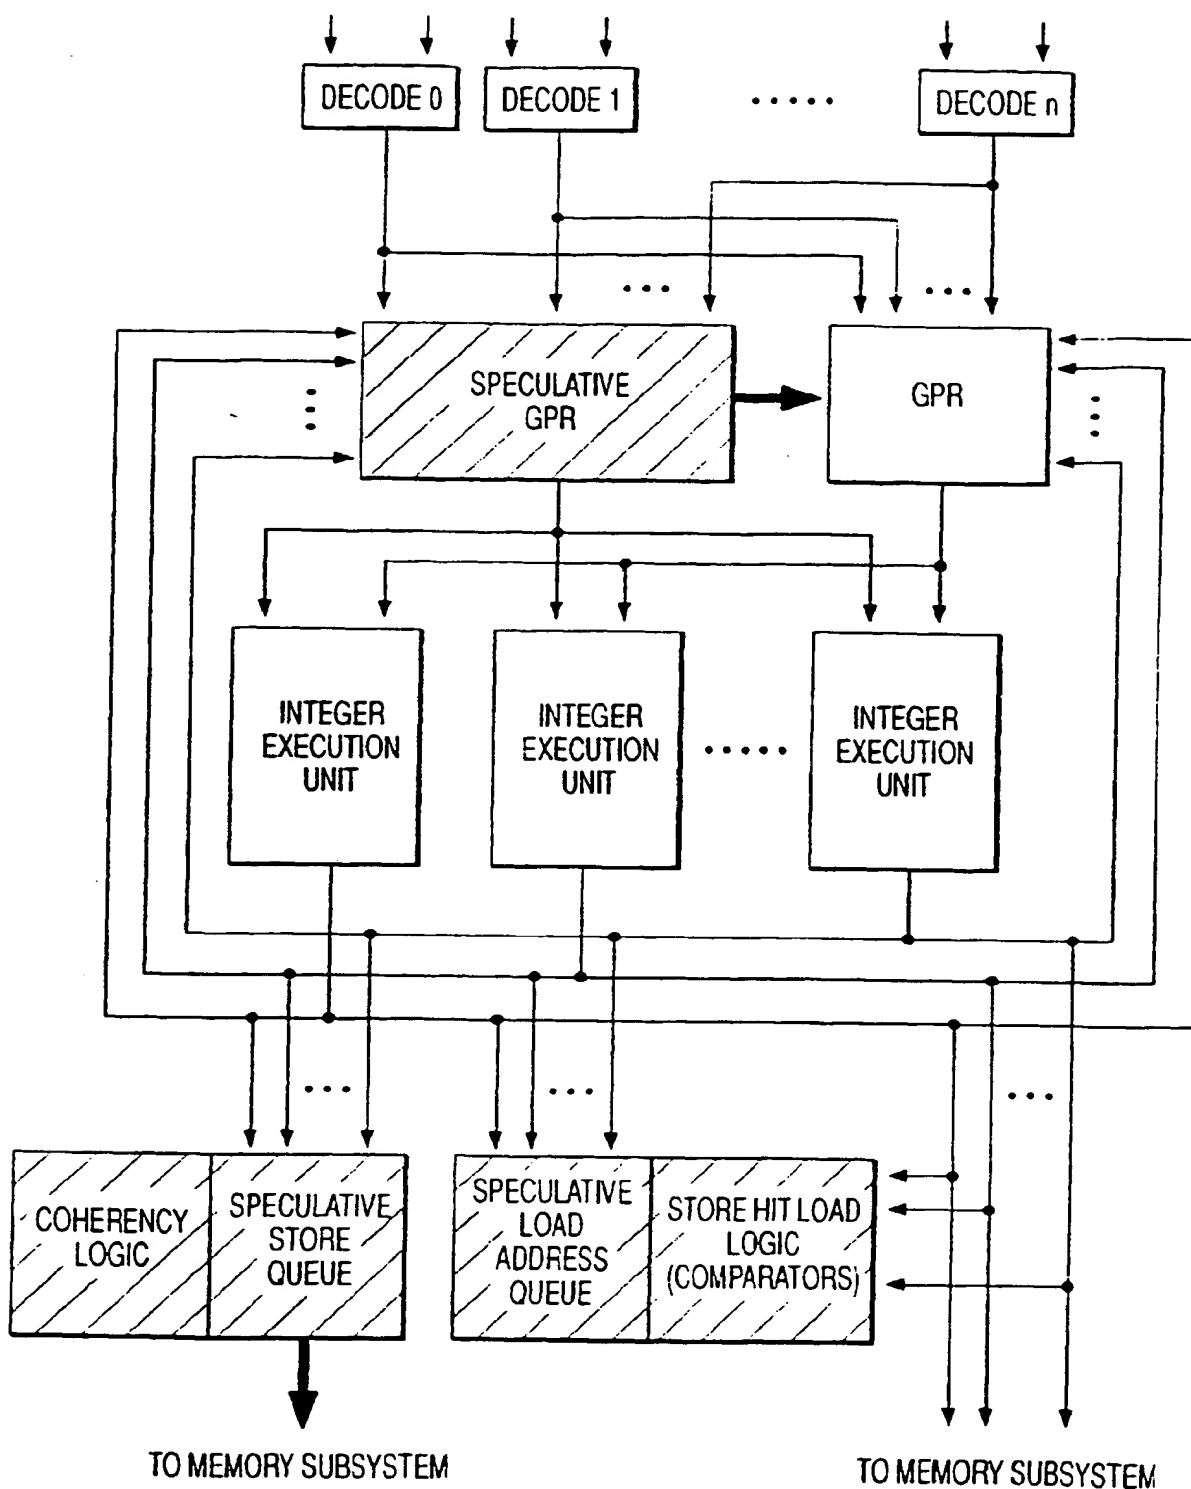 DECODE 0
DECODE 1
DECODE n
SPECULATIVE
GPR
GPR
INTEGER
EXECUTION
UNIT
INTEGER
EXECUTION
UNIT
INTEGER
EXECUTION
UNIT
COHERENCY
LOGIC
SPECULATIVE
STORE
QUEUE
SPECULATIVE
LOAD
ADDRESS
QUEUE
STORE HIT LOAD
LOGIC
(COMPARATORS)
TO MEMORY SUBSYSTEM
TO MEMORY SUBSYSTEM